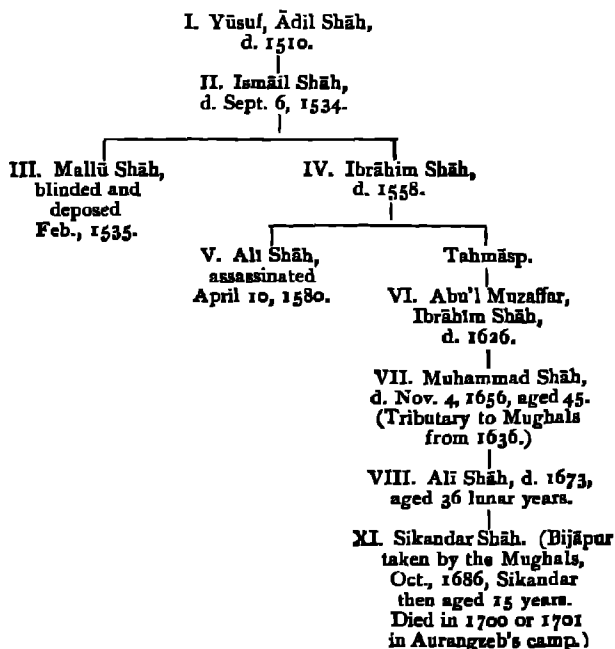 I. Yūsuf, Ādil Shāh,
d. 1510.
II. Ismāil Shāh,
d. Sept. 6, 1534.
III. Mallū Shāh,
blinded and
deposed
Feb., 1535.
IV. Ibrāhim Shāh,
d. 1558.
V. Alī Shāh,
assassinated
April 10, 1580.
Tahmāsp.
VI. Abu'l Muzaffar,
Ibrāhīm Shāh,
d. 1626.
VII. Muhammad Shāh,
d. Nov. 4, 1656, aged 45.
(Tributary to Mughals
from 1636.)
VIII. Alī Shāh, d. 1673,
aged 36 lunar years.
XI. Sikandar Shāh. (Bijāpur
taken by the Mughals,
Oct., 1686, Sikandar
then aged 15 years.
Died in 1700 or 1701
in Aurangzeb's camp.)